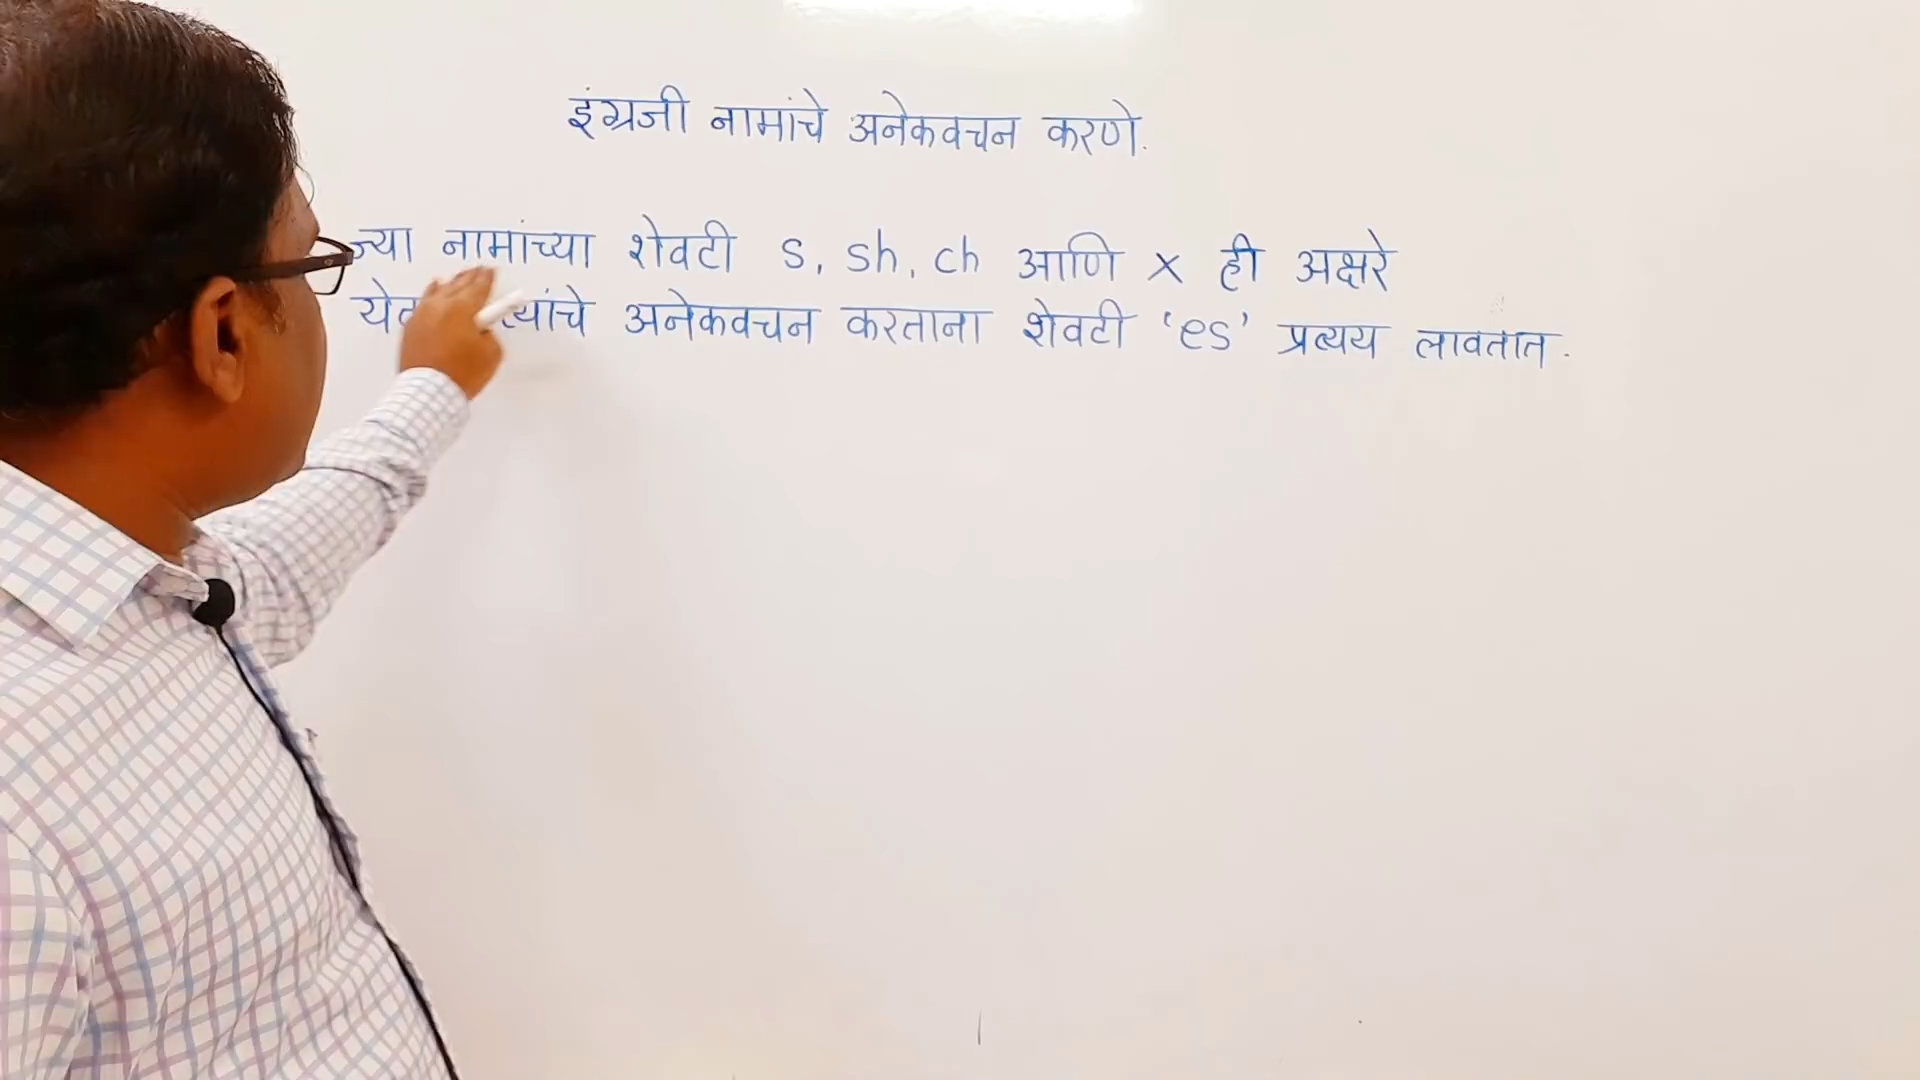 इंग्रजी नामांचे अनेकवचन करणे.
ज्या नामांच्या शेवटी s, sh, ch आणि x ही अक्षरे
अनेकवचन करताना शेवटी 'es' प्रत्यय लावतात.